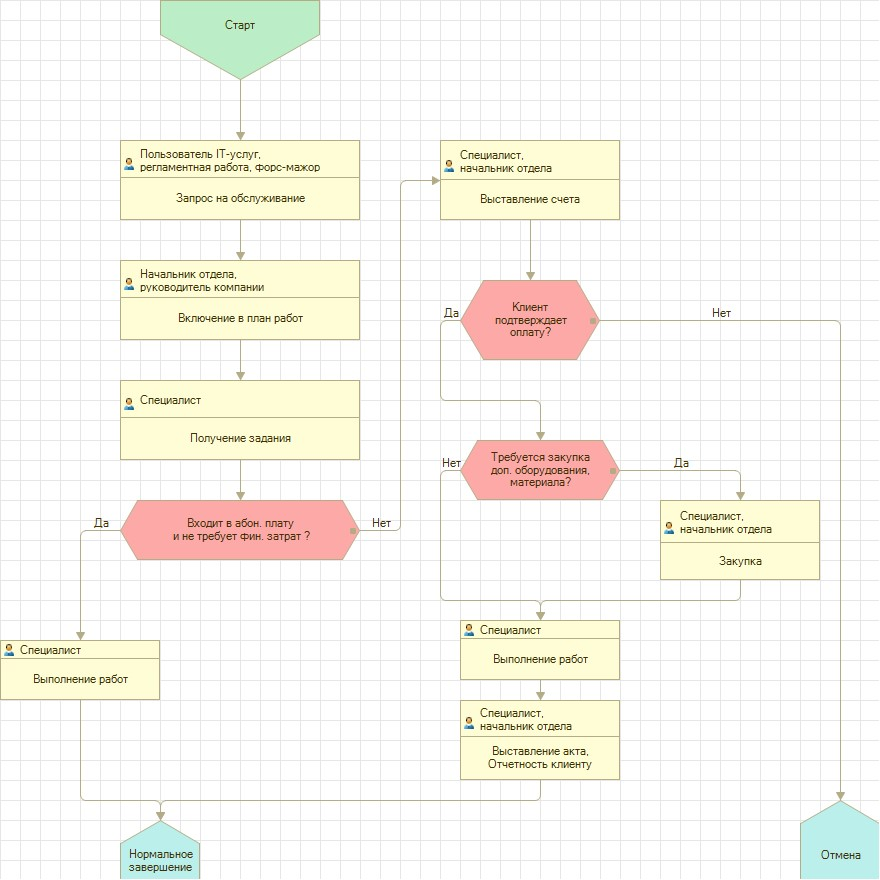 Старт
Пользователь IT-услуг,
регламентная работа, форс-мажор
Запрос на обслуживание
Начальник отдела,
руководитель компании
Включение в план работ
Специалист
Получение задания
Входит в абон. плату
и не требует фин. затрат ?
Да
Нет
Специалист
Выполнение работ
Специалист,
начальник отдела
Выставление счета
Клиент
подтверждает
оплату?
Да
Нет
Требуется закупка
доп. оборудования,
материала?
Нет
Да
Специалист,
начальник отдела
Закупка
Специалист
Выполнение работ
Специалист,
начальник отдела
Выставление акта,
Отчетность клиенту
Нормальное
завершение
Отмена